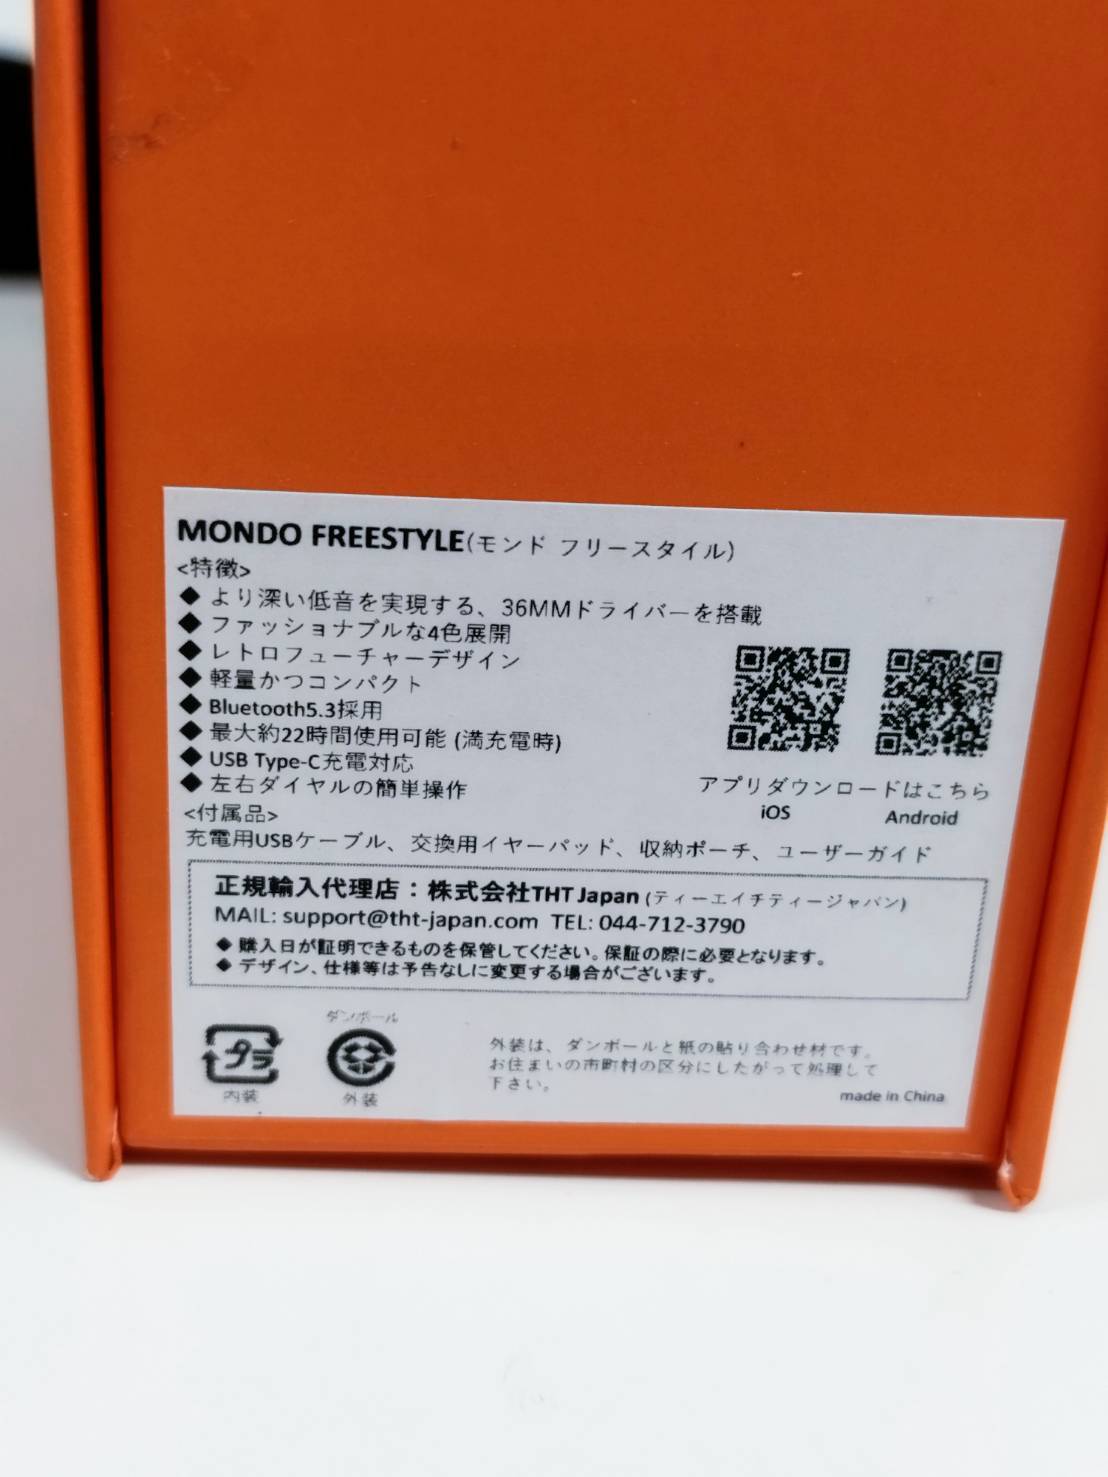 MONDO FREESTYLE(モンド フリースタイル)
<特徴>
◆ より深い低音を実現する、36MMドライバーを搭載
◆ ファッショナブルな4色展開
◆ レトロフューチャーデザイン
◆ 軽量かつコンパクト
◆ Bluetooth5.3採用
◆ 最大約22時間使用可能 (満充電時)
◆ USB Type-C充電対応
◆ 左右ダイヤルの簡単操作
アプリダウンロードはこちら
iOS Android
<付属品>
充電用USBケーブル、交換用イヤーパッド、収納ポーチ、ユーザーガイド
正規輸入代理店：株式会社THT Japan (ティーエイチティージャパン)
MAIL: support@tht-japan.com TEL: 044-712-3790
◆ 購入日が証明できるものを保管してください。保証の際に必要となります。
◆ デザイン、仕様等は予告なしに変更する場合がございます。
プラ
内装
ダンボール
外装
外装は、ダンボールと紙の貼り合わせ材です。
お住まいの市町村の区分にしたがって処理して
下さい。
made in China